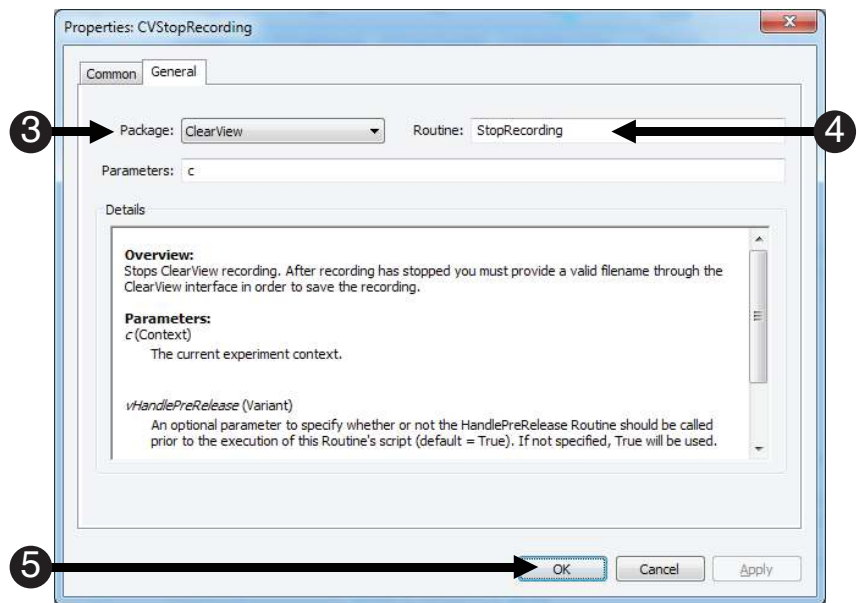 Properties: CVStopRecording
Common General
3 Package: ClearView Routine: StopRecording 4
Parameters: c
Details
Overview:
Stops ClearView recording. After recording has stopped you must provide a valid filename through the
ClearView interface in order to save the recording.
Parameters:
c (Context)
The current experiment context.
vHandlePreRelease (Variant)
An optional parameter to specify whether or not the HandlePreRelease Routine should be called
prior to the execution of this Routine's script (default = True). If not specified, True will be used.
5 OK Cancel Apply